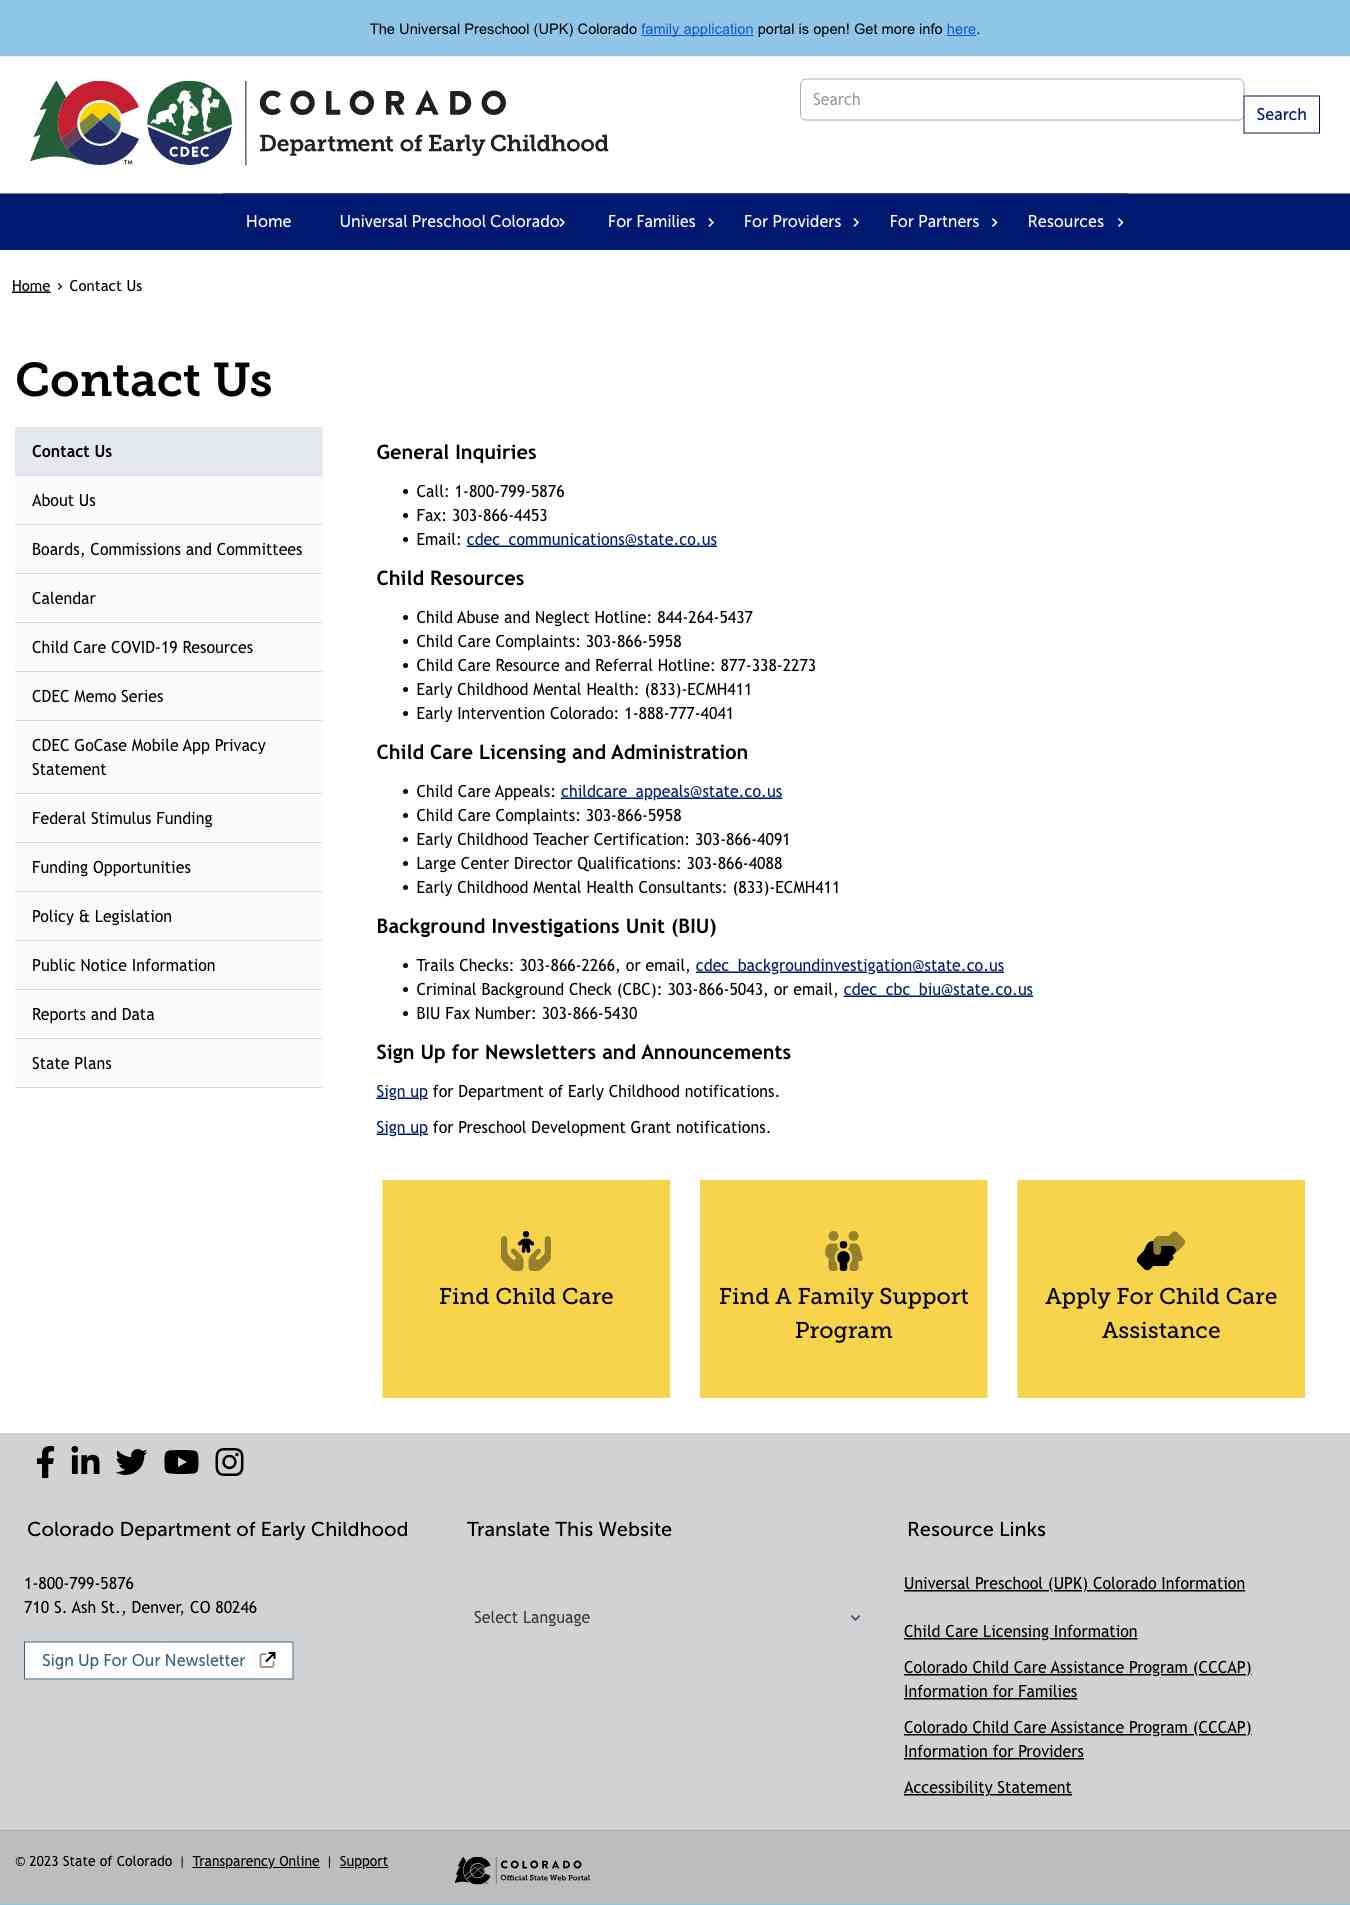 The Universal Preschool (UPK) Colorado family application portal is open! Get more info here.
COLORADO
Department of Early Childhood
CDEC
TM
Search
Search
Home
Universal Preschool Colorado
For Families
For Providers
For Partners
Resources
Home › Contact Us
Contact Us
Contact Us
About Us
Boards, Commissions and Committees
Calendar
Child Care COVID-19 Resources
CDEC Memo Series
CDEC GoCase Mobile App Privacy
Statement
Federal Stimulus Funding
Funding Opportunities
Policy & Legislation
Public Notice Information
Reports and Data
State Plans
General Inquiries
• Call: 1-800-799-5876
• Fax: 303-866-4453
• Email: cdec_communications@state.co.us
Child Resources
• Child Abuse and Neglect Hotline: 844-264-5437
• Child Care Complaints: 303-866-5958
• Child Care Resource and Referral Hotline: 877-338-2273
• Early Childhood Mental Health: (833)-ECMH411
• Early Intervention Colorado: 1-888-777-4041
Child Care Licensing and Administration
• Child Care Appeals: childcare_appeals@state.co.us
• Child Care Complaints: 303-866-5958
• Early Childhood Teacher Certification: 303-866-4091
• Large Center Director Qualifications: 303-866-4088
• Early Childhood Mental Health Consultants: (833)-ECMH411
Background Investigations Unit (BIU)
• Trails Checks: 303-866-2266, or email, cdec_backgroundinvestigation@state.co.us
• Criminal Background Check (CBC): 303-866-5043, or email, cdec_cbc_biu@state.co.us
• BIU Fax Number: 303-866-5430
Sign Up for Newsletters and Announcements
Sign up for Department of Early Childhood notifications.
Sign up for Preschool Development Grant notifications.
Find Child Care
Find A Family Support
Program
Apply For Child Care
Assistance
Colorado Department of Early Childhood
1-800-799-5876
710 S. Ash St., Denver, CO 80246
Sign Up For Our Newsletter
Translate This Website
Select Language
Resource Links
Universal Preschool (UPK) Colorado Information
Child Care Licensing Information
Colorado Child Care Assistance Program (CCCAP)
Information for Families
Colorado Child Care Assistance Program (CCCAP)
Information for Providers
Accessibility Statement
© 2023 State of Colorado | Transparency Online | Support
COLORADO
Official State Web Portal